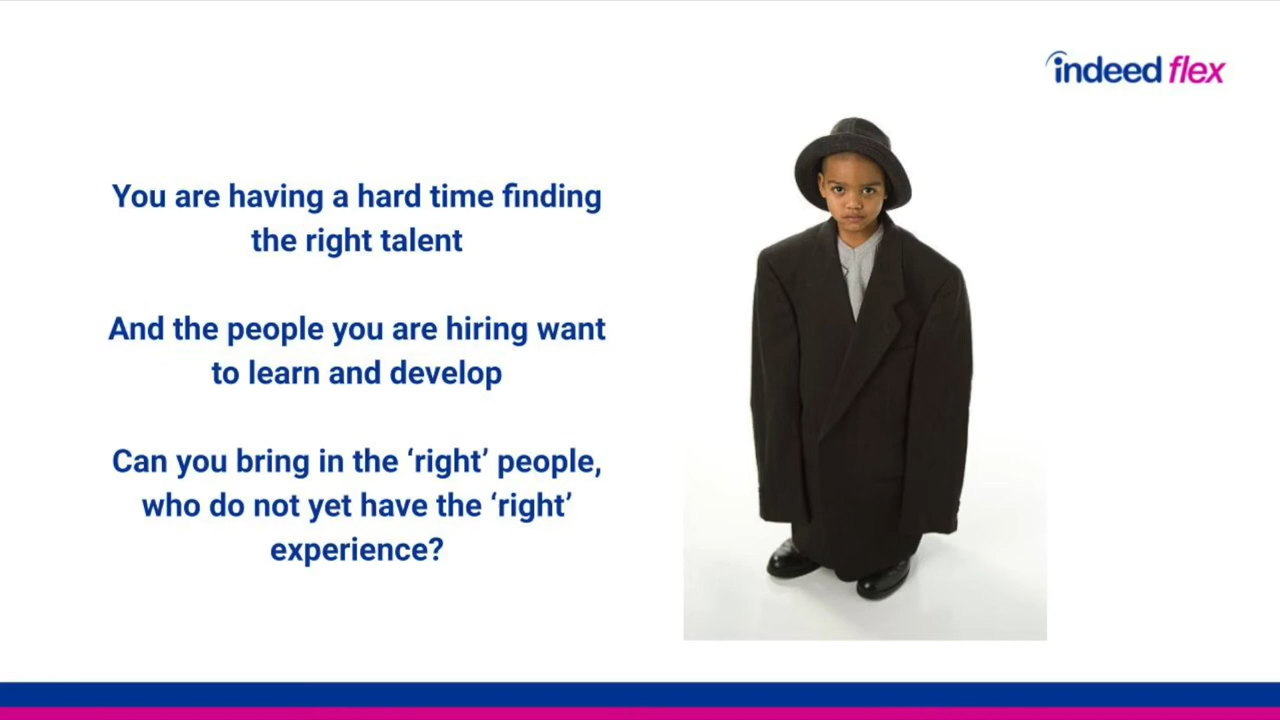 indeed flex
You are having a hard time finding
the right talent
And the people you are hiring want
to learn and develop
Can you bring in the ‘right’ people,
who do not yet have the ‘right’
experience?